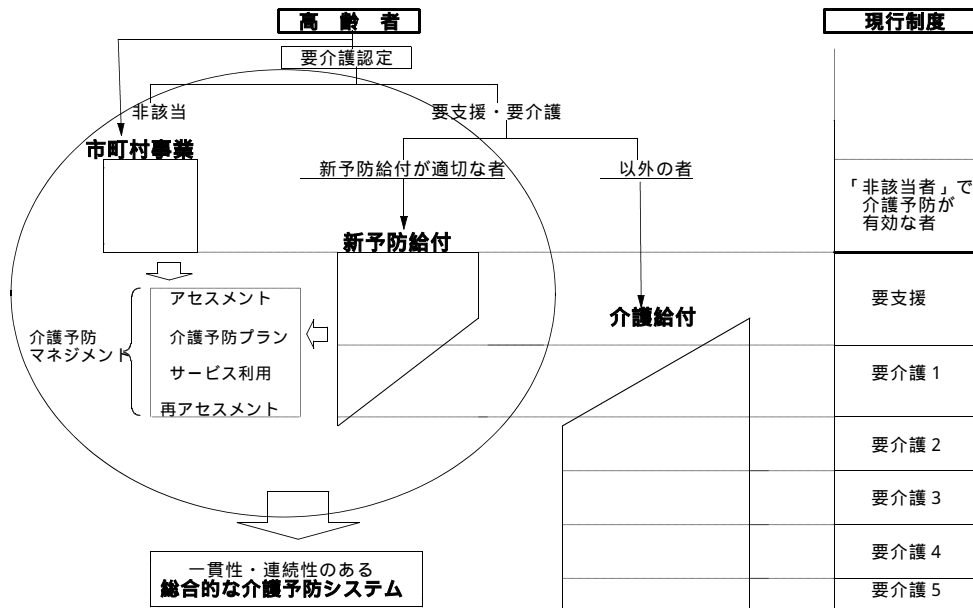 高 齢 者
現行制度
要介護認定
非該当
要支援・要介護
市町村事業
新予防給付が適切な者
以外の者
「非該当者」で
介護予防が
有効な者
新予防給付
アセスメント
要支援
介護給付
介護予防
マネジメント
介護予防プラン
サービス利用
要介護1
再アセスメント
要介護2
要介護3
要介護4
一貫性・連続性のある
総合的な介護予防システム
要介護5